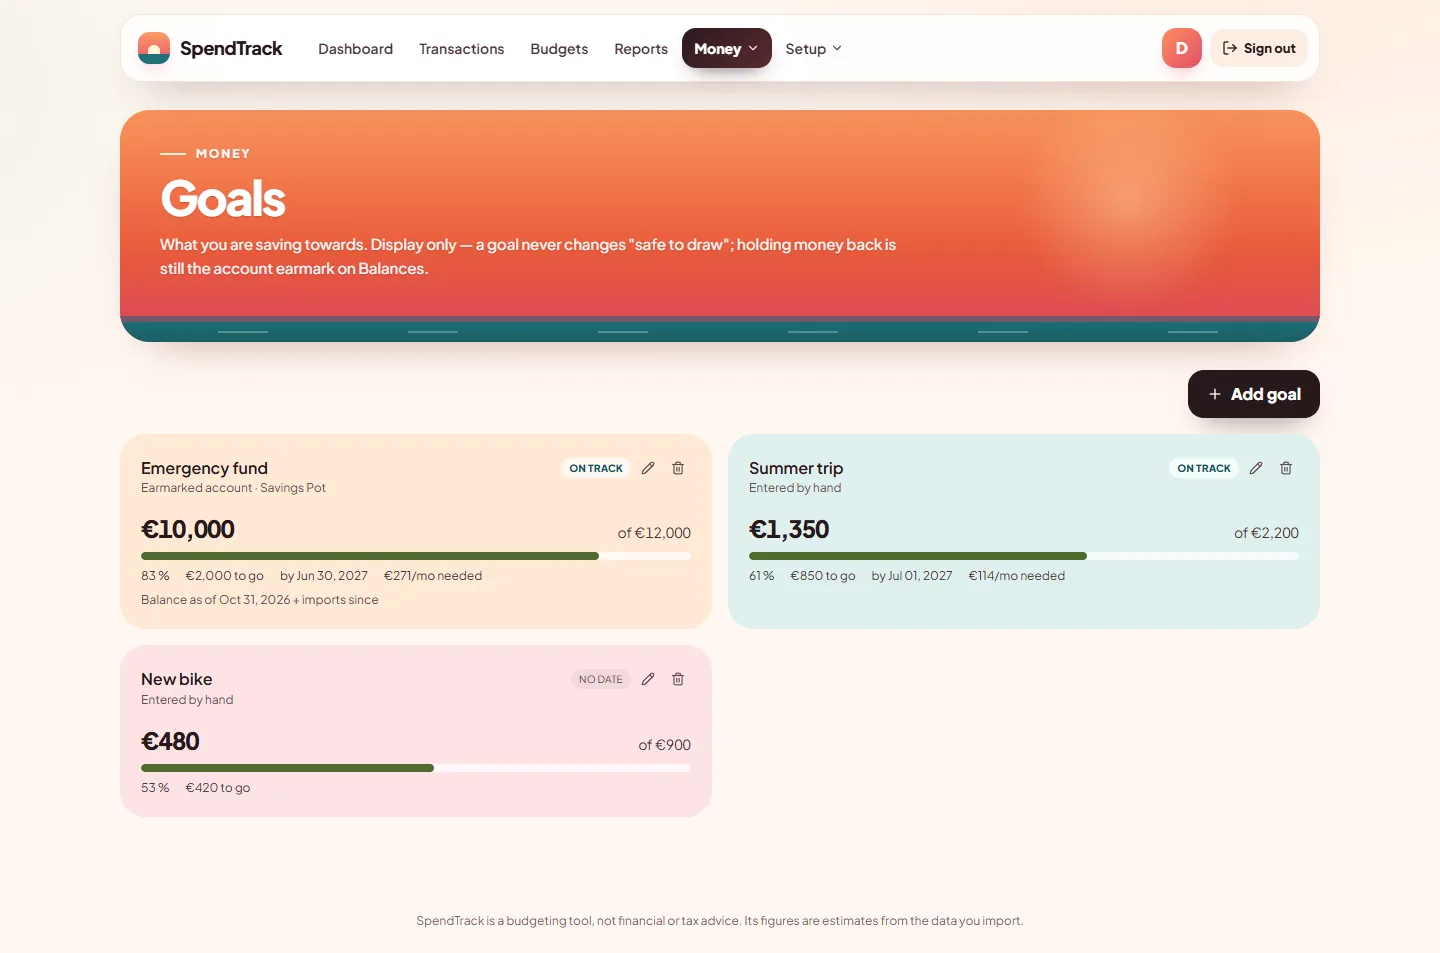 SpendTrack
Dashboard
Transactions
Budgets
Reports
Money
Setup
D
Sign out
MONEY
Goals
What you are saving towards. Display only — a goal never changes "safe to draw"; holding money back is
still the account earmark on Balances.
Add goal
Emergency fund
ON TRACK
Earmarked account · Savings Pot
€10,000
of €12,000
83 % €2,000 to go by Jun 30, 2027 €271/mo needed
Balance as of Oct 31, 2026 + imports since
Summer trip
ON TRACK
Entered by hand
€1,350
of €2,200
61 % €850 to go by Jul 01, 2027 €114/mo needed
New bike
NO DATE
Entered by hand
€480
of €900
53 % €420 to go
SpendTrack is a budgeting tool, not financial or tax advice. Its figures are estimates from the data you import.